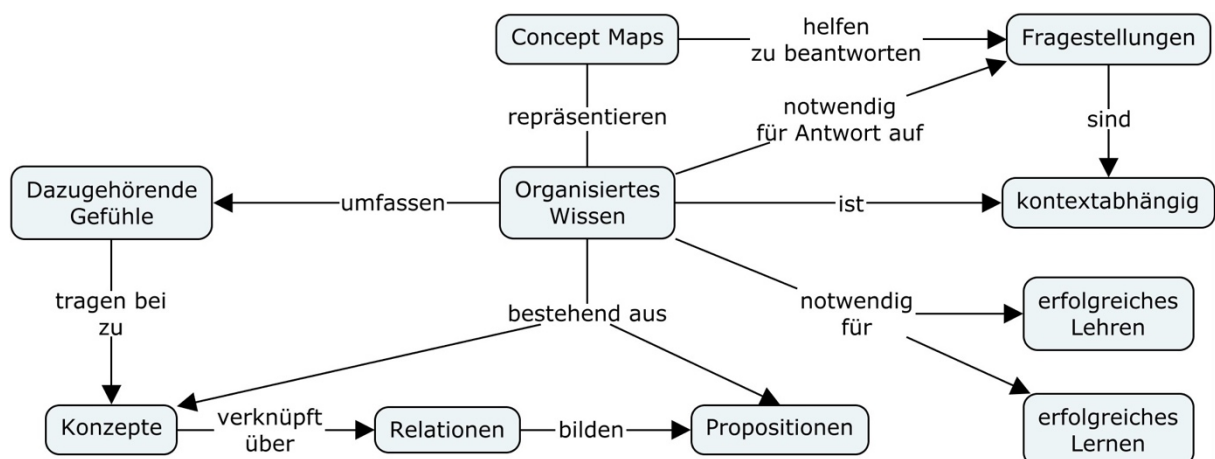 Concept Maps
helfen
zu beantworten
Fragestellungen
repräsentieren
notwendig
für Antwort auf
sind
Dazugehörende
Gefühle
umfassen
Organisiertes
Wissen
ist
kontextabhängig
tragen bei
zu
bestehend aus
notwendig
für
erfolgreiches
Lehren
Konzepte
verknüpft
über
Relationen
bilden
Propositionen
erfolgreiches
Lernen